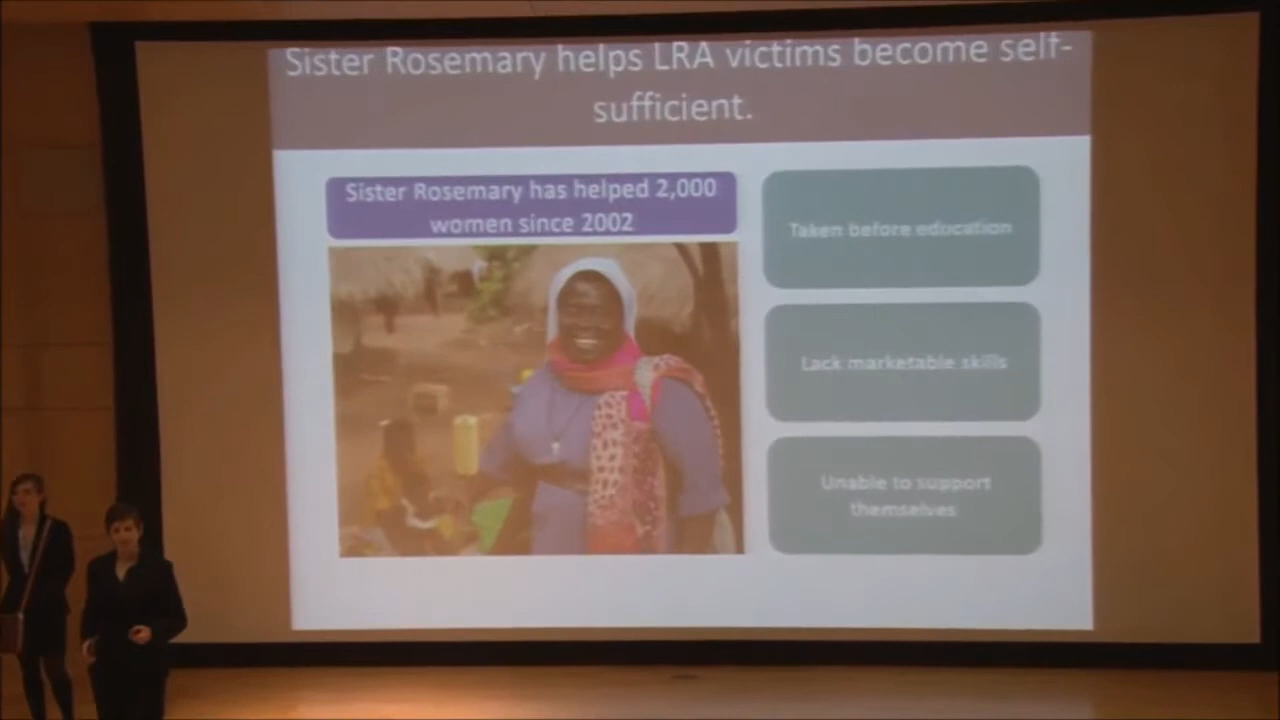 Sister Rosemary helps LRA victims become self-
sufficient.
Sister Rosemary has helped 2,000
women since 2002
Taken before education
Lack marketable skills
Unable to support
themselves